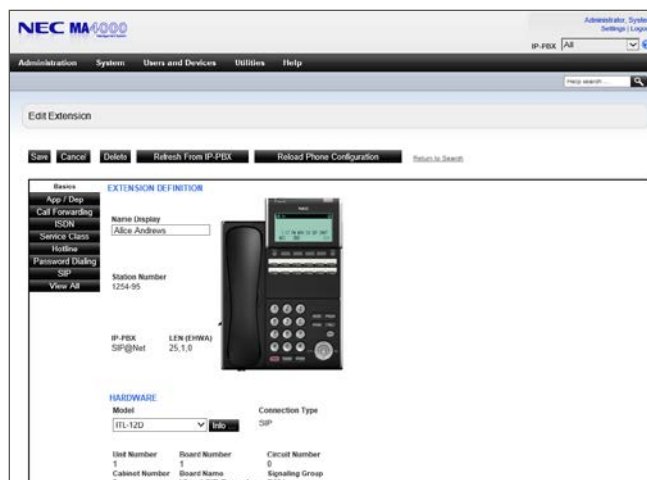 NEC MA4000
Administrator, System
Settings | Logout
IP-PBX All
Administration System Users and Devices Utilities Help
Help search ...
Edit Extension
Save Cancel Delete Refresh From IP-PBX Reload Phone Configuration Return to Search
Basics
App / Dep
Call Forwarding
ISDN
Service Class
Hotline
Password Dialing
SIP
View All
EXTENSION DEFINITION
Name Display
Alice Andrews
Station Number
1254-95
IP-PBX LEN (EHWA)
SIP@Net 25,1,0
NEC
HARDWARE
Model Connection Type
ITL-12D Info ... SIP
Unit Number Board Number Circuit Number
1 1 0
Cabinet Number Board Name Signaling Group